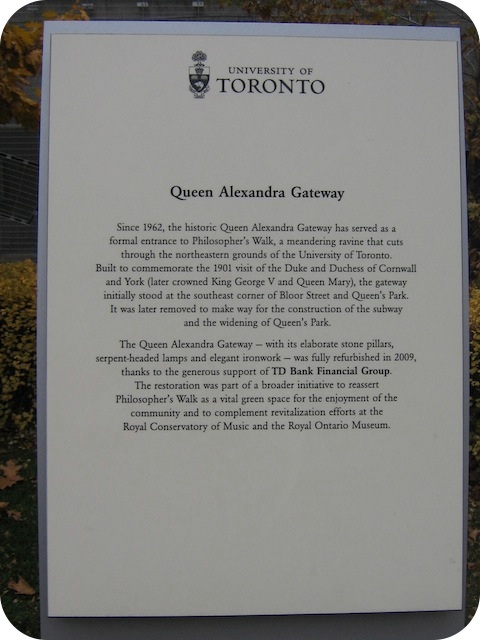 UNIVERSITY OF
TORONTO
Queen Alexandra Gateway
Since 1962, the historic Queen Alexandra Gateway has served as a
formal entrance to Philosopher's Walk, a meandering ravine that cuts
through the northeastern grounds of the University of Toronto.
Built to commemorate the 1901 visit of the Duke and Duchess of Cornwall
and York (later crowned King George V and Queen Mary), the gateway
initially stood at the southeast corner of Bloor Street and Queen's Park.
It was later removed to make way for the construction of the subway
and the widening of Queen's Park.
The Queen Alexandra Gateway – with its elaborate stone pillars,
serpent-headed lamps and elegant ironwork – was fully refurbished in 2009,
thanks to the generous support of TD Bank Financial Group.
The restoration was part of a broader initiative to reassert
Philosopher's Walk as a vital green space for the enjoyment of the
community and to complement revitalization efforts at the
Royal Conservatory of Music and the Royal Ontario Museum.